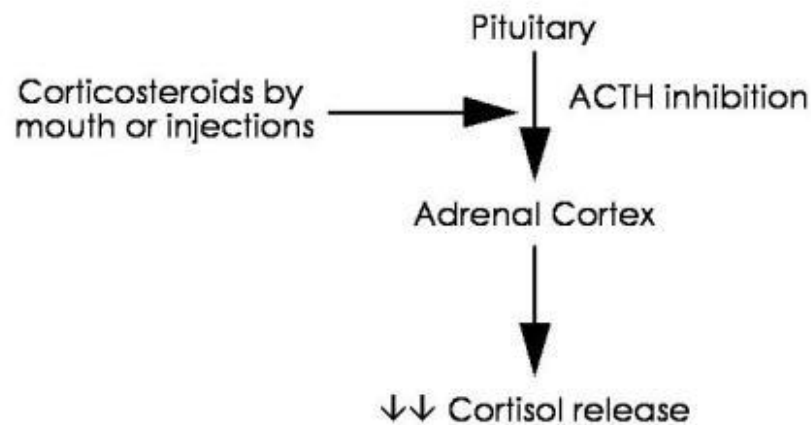 Pituitary
Corticosteroids by
mouth or injections
ACTH inhibition
Adrenal Cortex
↓↓ Cortisol release